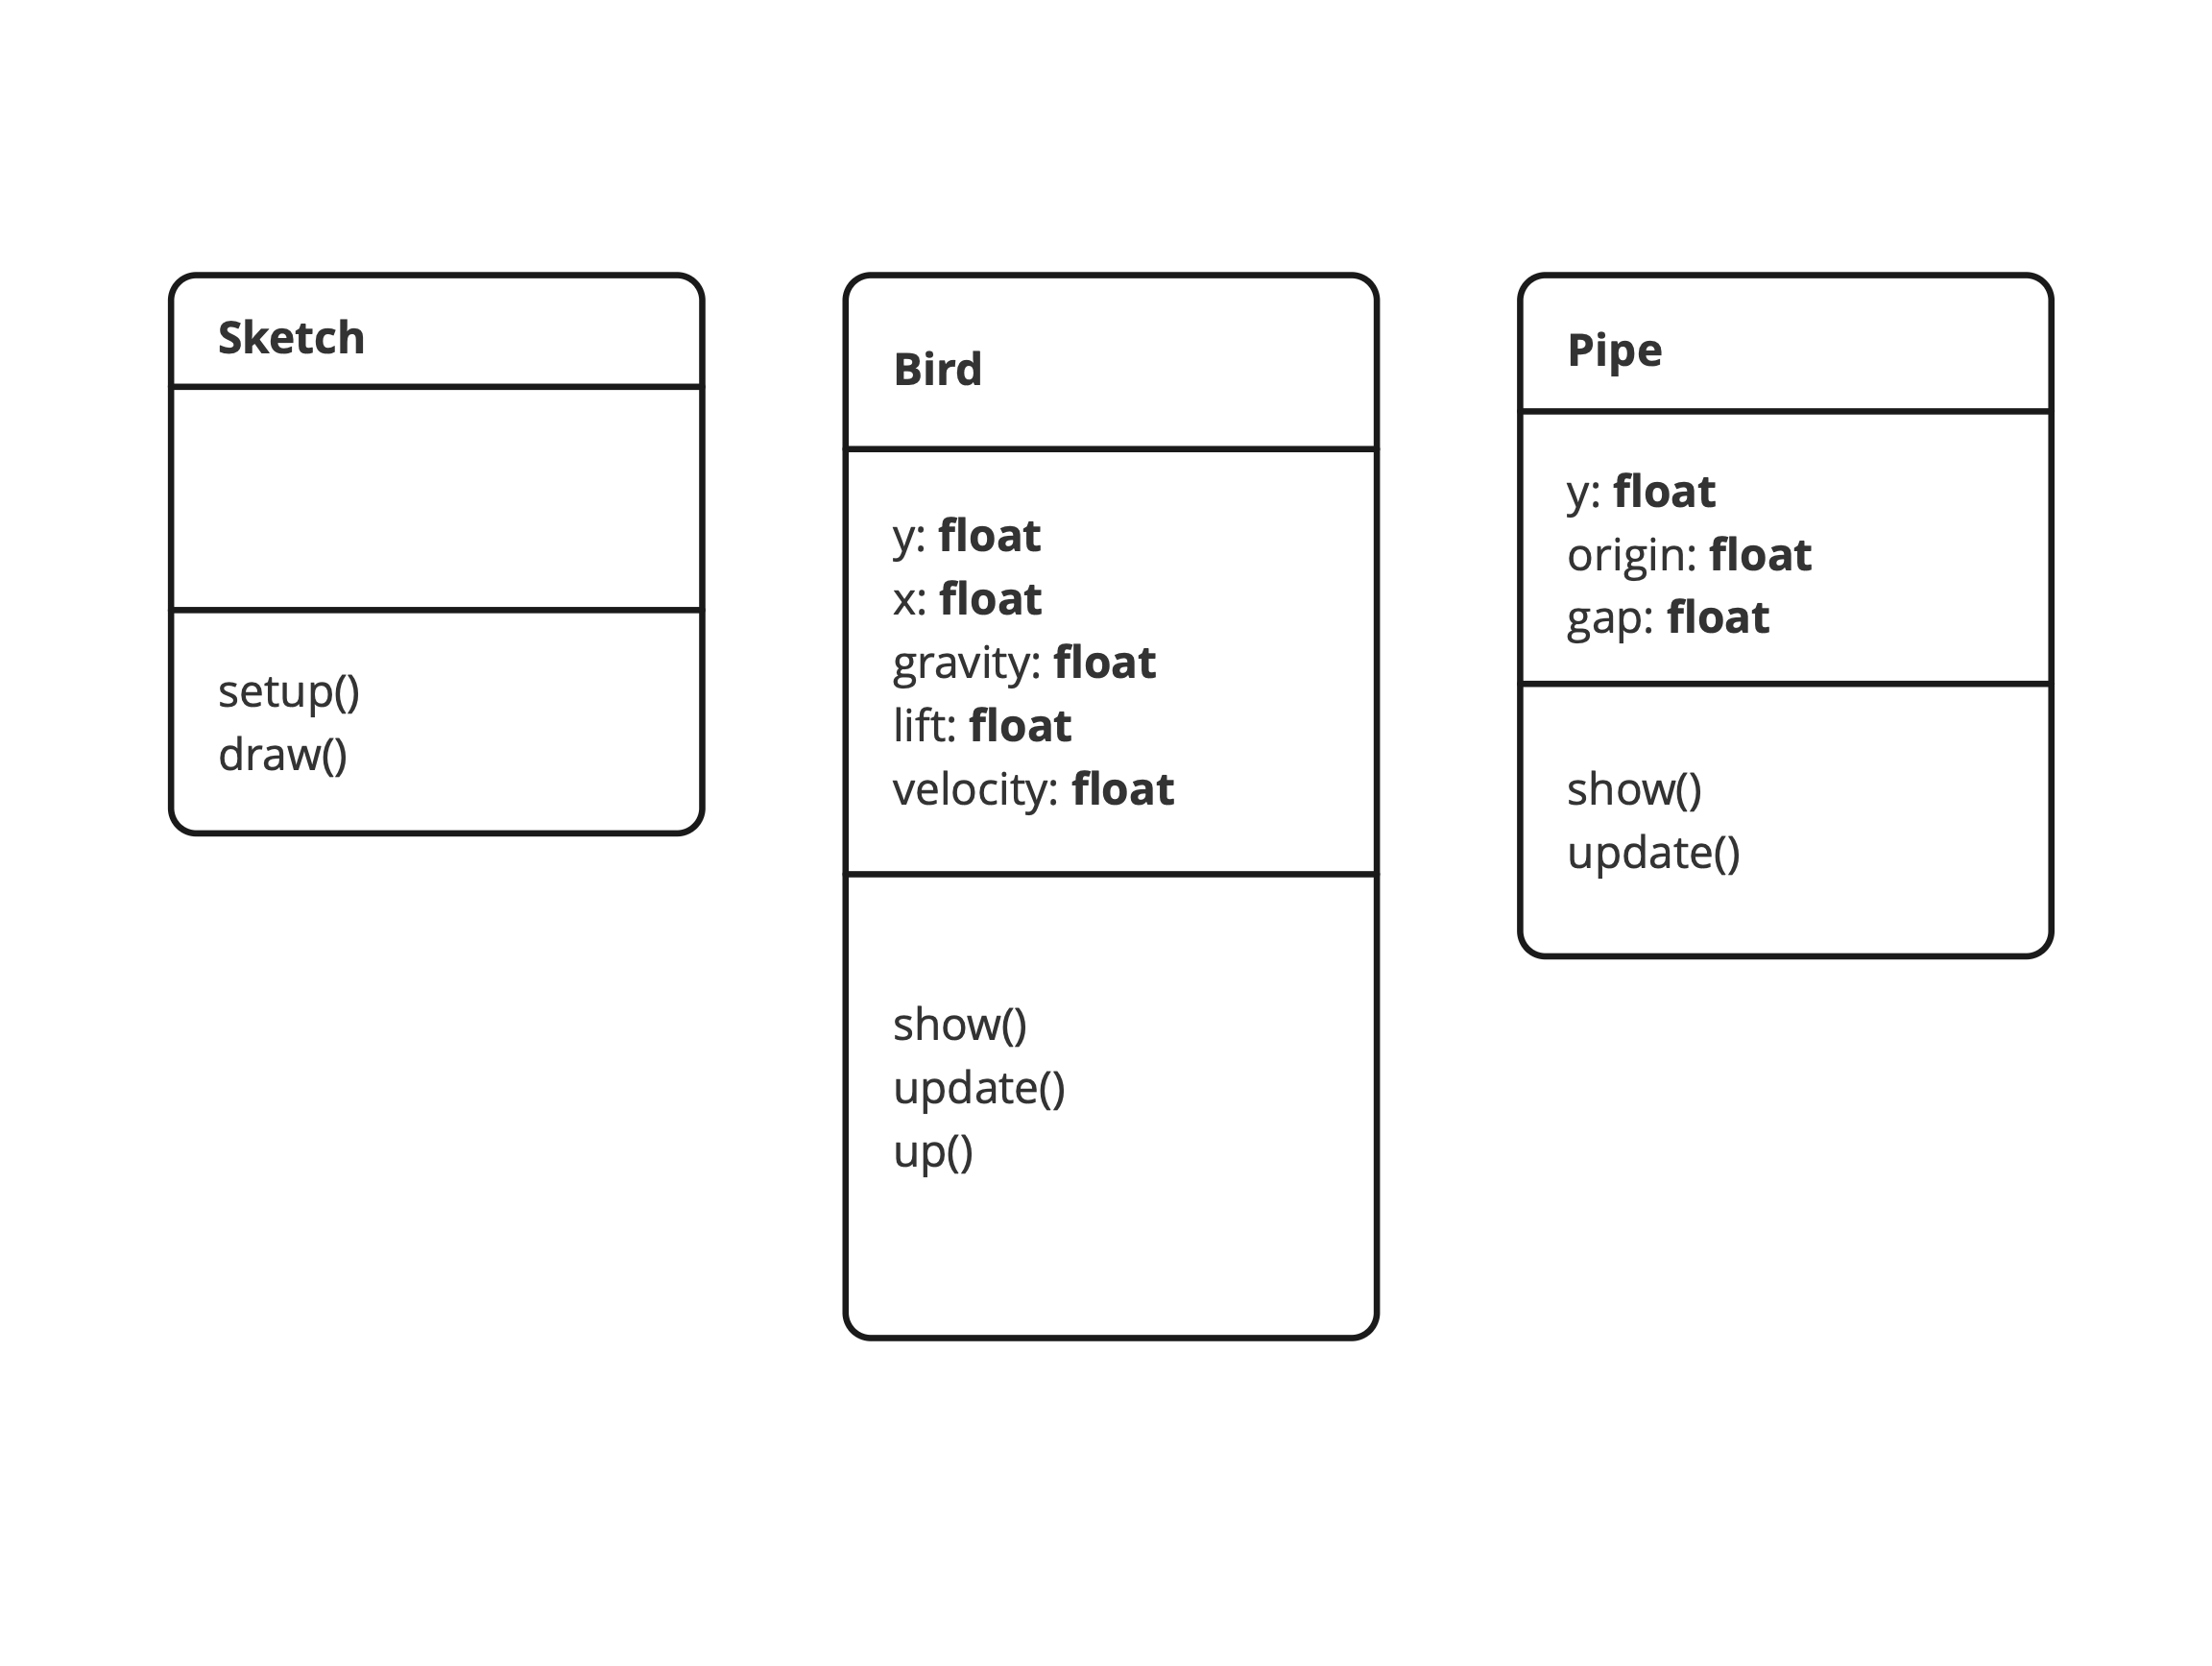 Sketch
setup()
draw()
Bird
y: float
x: float
gravity: float
lift: float
velocity: float
show()
update()
up()
Pipe
y: float
origin: float
gap: float
show()
update()